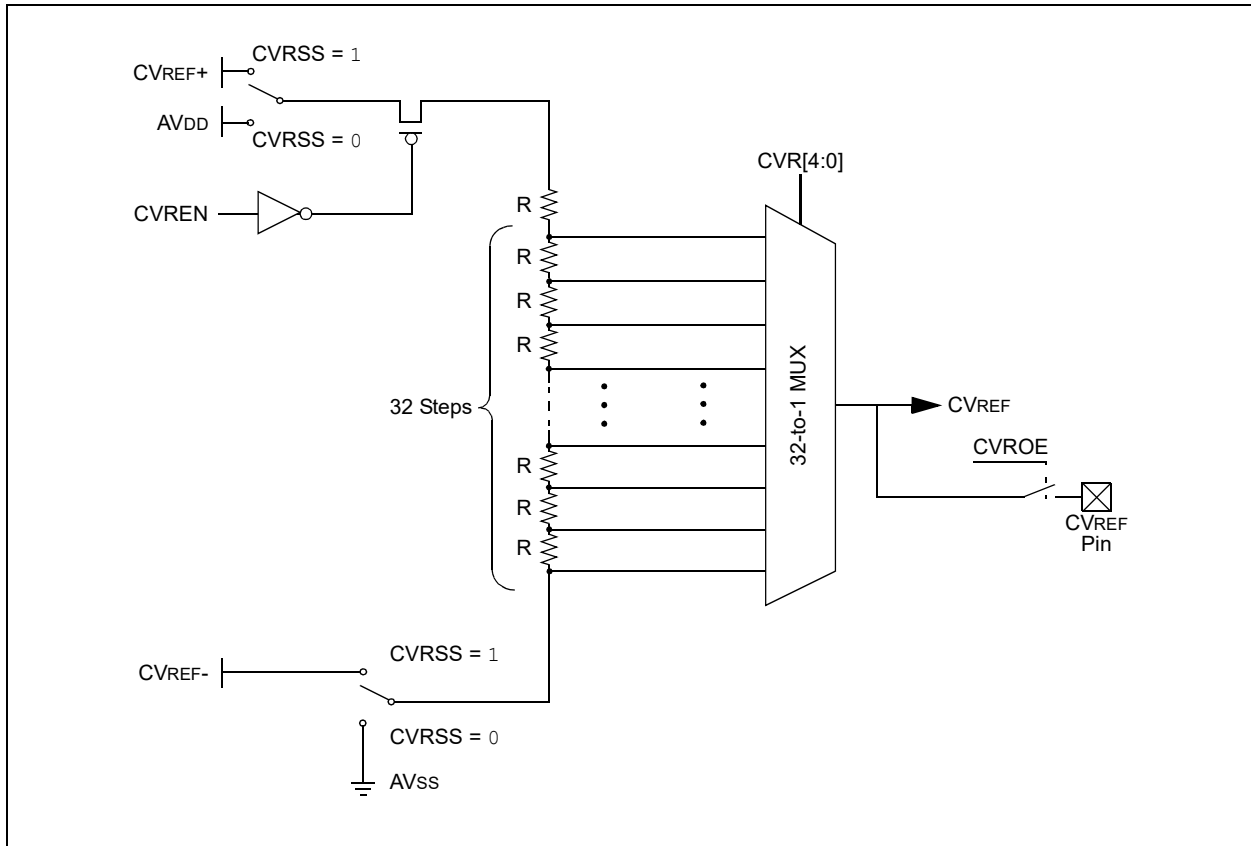 CVRSS = 1
CVREF+
AVDD
CVRSS = 0
CVREN
CVR[4:0]
R
R
R
R
32 Steps
32-to-1 MUX
CVREF
CVROE
R
R
R
CVREF
Pin
CVRSS = 1
CVREF-
CVRSS = 0
AVSS